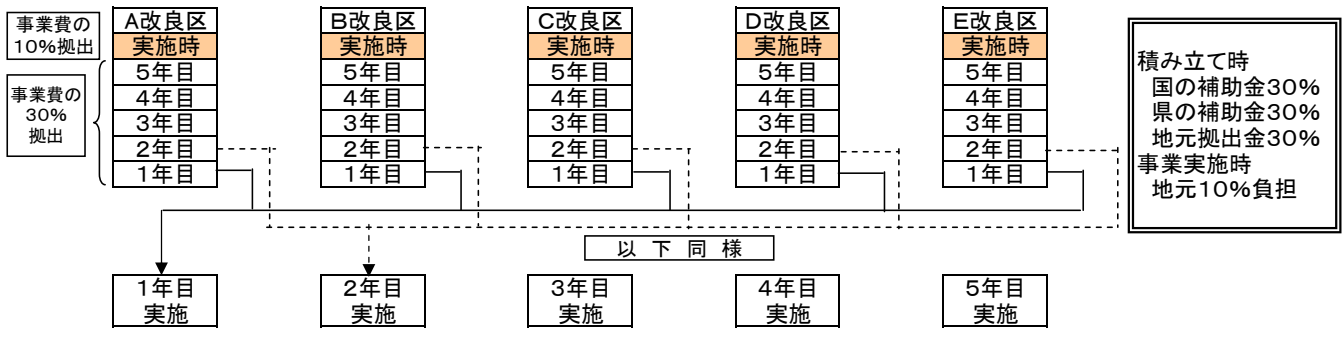 事業費の
10%拠出
事業費の
30%
拠出
A改良区
実施時
5年目
4年目
3年目
2年目
1年目
B改良区
実施時
5年目
4年目
3年目
2年目
1年目
C改良区
実施時
5年目
4年目
3年目
2年目
1年目
D改良区
実施時
5年目
4年目
3年目
2年目
1年目
E改良区
実施時
5年目
4年目
3年目
2年目
1年目
積み立て時
国の補助金30%
県の補助金30%
地元拠出金30%
事業実施時
地元10%負担
以 下 同 様
1年目
実施
2年目
実施
3年目
実施
4年目
実施
5年目
実施